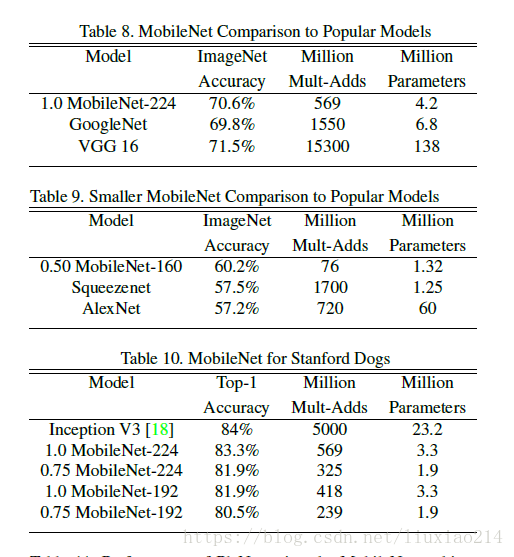 Table 8. MobileNet Comparison to Popular Models
Model ImageNet Million Million
Accuracy Mult-Adds Parameters
1.0 MobileNet-224 70.6% 569 4.2
GoogleNet 69.8% 1550 6.8
VGG 16 71.5% 15300 138
Table 9. Smaller MobileNet Comparison to Popular Models
Model ImageNet Million Million
Accuracy Mult-Adds Parameters
0.50 MobileNet-160 60.2% 76 1.32
Squeezenet 57.5% 1700 1.25
AlexNet 57.2% 720 60
Table 10. MobileNet for Stanford Dogs
Model Top-1 Million Million
Accuracy Mult-Adds Parameters
Inception V3 [18] 84% 5000 23.2
1.0 MobileNet-224 83.3% 569 3.3
0.75 MobileNet-224 81.9% 325 1.9
1.0 MobileNet-192 81.9% 418 3.3
0.75 MobileNet-192 80.5% 239 1.9
https://blog.csdn.net/liuxiao214